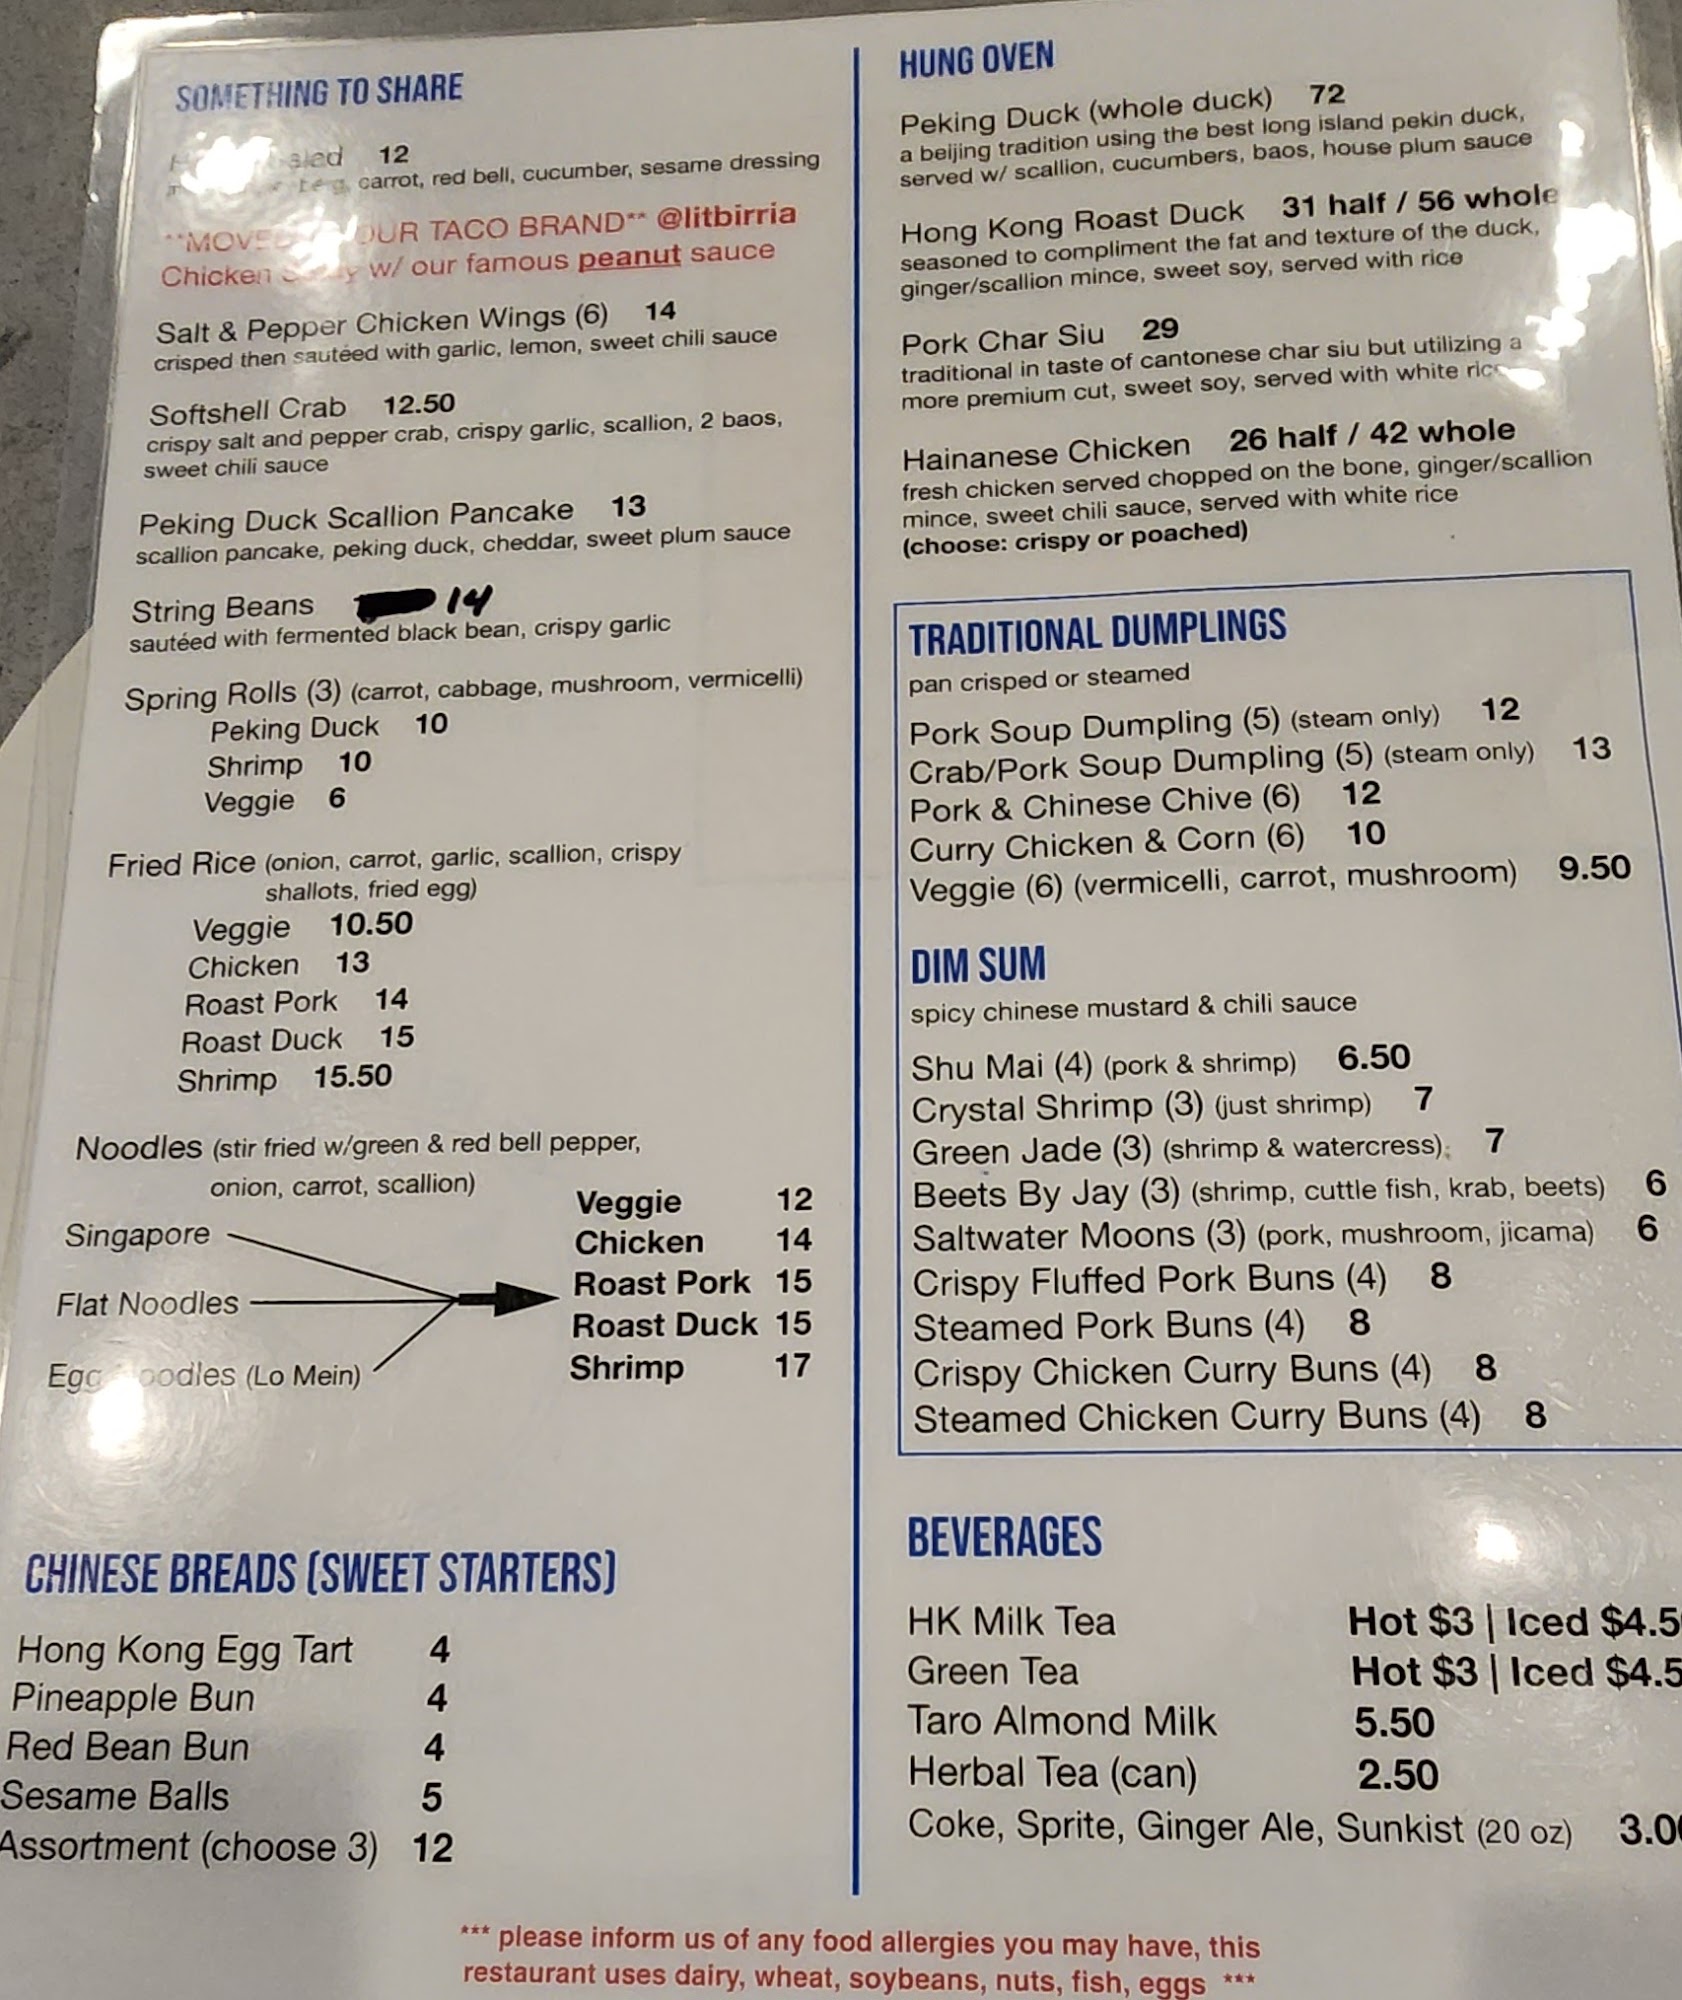 SOMETHING TO SHARE
12
carrot, red bell, cucumber, sesame dressing
OUR TACO BRAND** @litbirria
Chicken w/ our famous peanut sauce
Salt & Pepper Chicken Wings (6) 14
crisped then sautéed with garlic, lemon, sweet chili sauce
Softshell Crab 12.50
crispy salt and pepper crab, crispy garlic, scallion, 2 baos,
sweet chili sauce
Peking Duck Scallion Pancake 13
scallion pancake, peking duck, cheddar, sweet plum sauce
String Beans 14
sautéed with fermented black bean, crispy garlic
Spring Rolls (3) (carrot, cabbage, mushroom, vermicelli)
Peking Duck 10
Shrimp 10
Veggie 6
Fried Rice (onion, carrot, garlic, scallion, crispy
shallots, fried egg)
Veggie 10.50
Chicken 13
Roast Pork 14
Roast Duck 15
Shrimp 15.50
Noodles (stir fried w/green & red bell pepper,
onion, carrot, scallion)
Singapore
Flat Noodles
Egg Noodles (Lo Mein)
Veggie 12
Chicken 14
Roast Pork 15
Roast Duck 15
Shrimp 17
CHINESE BREADS (SWEET STARTERS)
Hong Kong Egg Tart 4
Pineapple Bun 4
Red Bean Bun 4
Sesame Balls 5
Assortment (choose 3) 12
HUNG OVEN
Peking Duck (whole duck) 72
a beijing tradition using the best long island pekin duck,
served w/ scallion, cucumbers, baos, house plum sauce
Hong Kong Roast Duck 31 half / 56 whole
seasoned to compliment the fat and texture of the duck,
ginger/scallion mince, sweet soy, served with rice
Pork Char Siu 29
traditional in taste of cantonese char siu but utilizing a
more premium cut, sweet soy, served with white rice
Hainanese Chicken 26 half / 42 whole
fresh chicken served chopped on the bone, ginger/scallion
mince, sweet chili sauce, served with white rice
(choose: crispy or poached)
TRADITIONAL DUMPLINGS
pan crisped or steamed
Pork Soup Dumpling (5) (steam only) 12
Crab/Pork Soup Dumpling (5) (steam only) 13
Pork & Chinese Chive (6) 12
Curry Chicken & Corn (6) 10
Veggie (6) (vermicelli, carrot, mushroom) 9.50
DIM SUM
spicy chinese mustard & chili sauce
Shu Mai (4) (pork & shrimp) 6.50
Crystal Shrimp (3) (just shrimp) 7
Green Jade (3) (shrimp & watercress) 7
Beets By Jay (3) (shrimp, cuttle fish, krab, beets) 6
Saltwater Moons (3) (pork, mushroom, jicama) 6
Crispy Fluffed Pork Buns (4) 8
Steamed Pork Buns (4) 8
Crispy Chicken Curry Buns (4) 8
Steamed Chicken Curry Buns (4) 8
BEVERAGES
HK Milk Tea Hot $3 | Iced $4.5
Green Tea Hot $3 | Iced $4.5
Taro Almond Milk 5.50
Herbal Tea (can) 2.50
Coke, Sprite, Ginger Ale, Sunkist (20 oz) 3.0
*** please inform us of any food allergies you may have, this
restaurant uses dairy, wheat, soybeans, nuts, fish, eggs ***